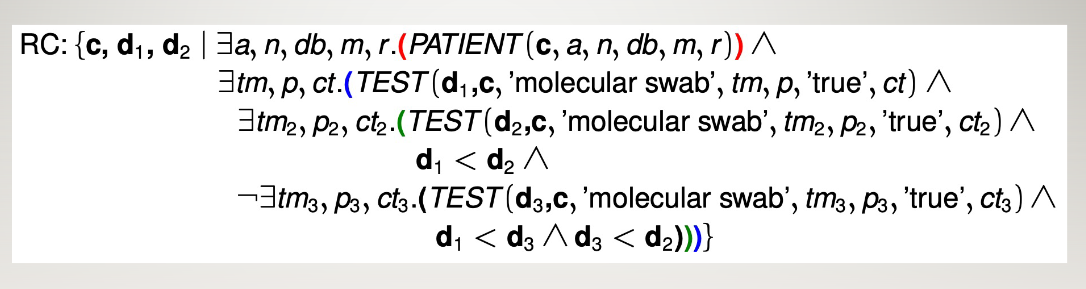 RC: {c, d₁, d₂ | ∃a, n, db, m, r.(PATIENT(c, a, n, db, m, r)) ∧
∃tm, p, ct.(TEST(d₁,c, 'molecular swab', tm, p, 'true', ct) ∧
∃tm₂, p₂, ct₂.(TEST(d₂,c, 'molecular swab', tm₂, p₂, 'true', ct₂) ∧
d₁ < d₂ ∧
¬∃tm₃, p₃, ct₃.(TEST(d₃,c, 'molecular swab', tm₃, p₃, 'true', ct₃) ∧
d₁ < d₃ ∧ d₃ < d₂)))}